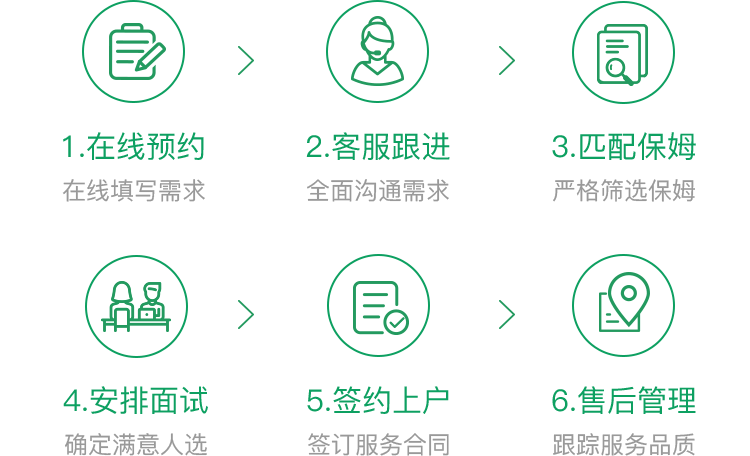 1.在线预约
在线填写需求
2.客服跟进
全面沟通需求
3.匹配保姆
严格筛选保姆
4.安排面试
确定满意人选
5.签约上户
签订服务合同
6.售后管理
跟踪服务品质